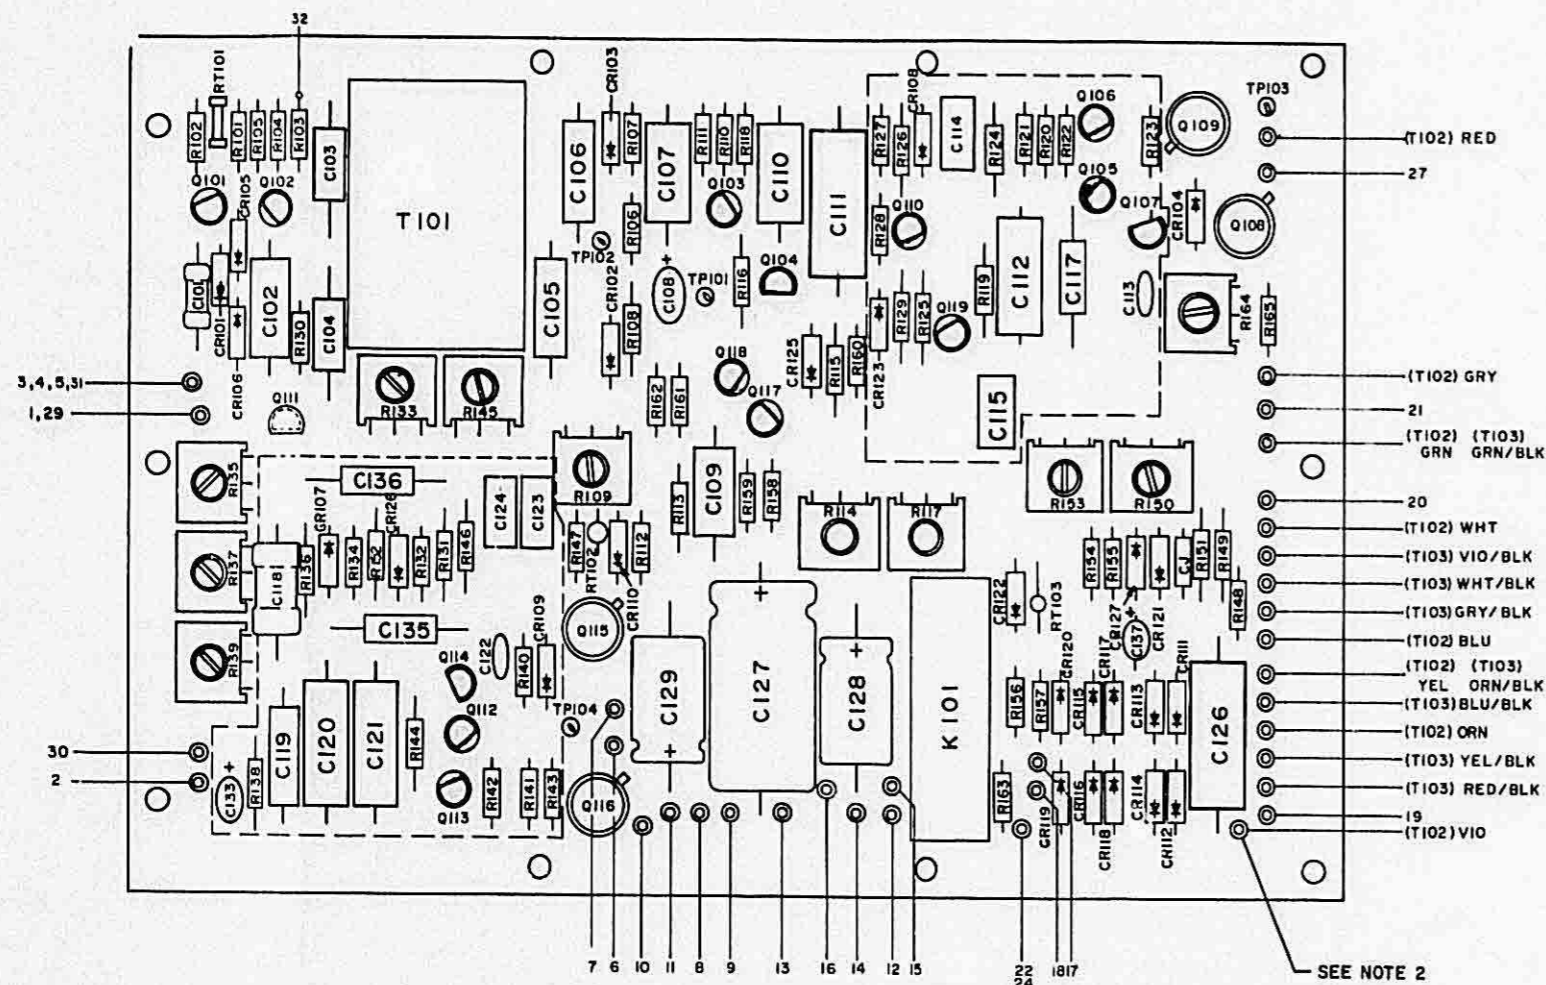 32
RT101
R102
R101
R105
R104
R103
C103
Q101
CR105
Q102
T101
C101
CR101
CR106
C102
R130
C104
3,4,5,31
1,29
Q111
R133
R145
CR103
C106
R107
C107
R111
R110
R118
C110
C111
Q103
TP102
R106
+
C108
TP101
R116
Q104
C105
CR102
R108
R162
R161
Q118
Q117
CR125
R115
R160
CR123
CR108
R127
R126
C114
R124
R121
R120
R122
Q106
R123
Q109
TP103
(T102) RED
27
Q105
Q107
CR104
Q108
R128
Q110
R119
C112
C117
C113
R129
R125
Q119
R164
R165
C115
(T102) GRY
21
(T102) (T103)
GRN GRN/BLK
20
(T102) WHT
(T103) VIO/BLK
(T103) WHT/BLK
(T103) GRY/BLK
(T102) BLU
(T102) (T103)
YEL ORN/BLK
(T103) BLU/BLK
(T102) ORN
(T103) YEL/BLK
(T103) RED/BLK
19
(T102) VIO
R135
R137
R139
C136
CR107
R136
C118
R134
R152
CR126
R132
R131
R146
C124
C123
R109
R147
RT102
R112
CR110
R113
C109
R159
R158
R114
R117
R153
R150
R154
R155
CR127
CR121
CJ
R151
R149
R148
+
C137
C135
C122
CR109
R140
Q115
Q114
Q112
Q113
TP104
C129
+
+
C127
+
C128
K101
CR122
RT103
R156
R157
CR120
CR115
CR117
CR113
CR111
C126
30
2
+
C133
R138
C119
C120
C121
R144
R142
R141
R143
Q116
R163
CR119
CR116
CR118
CR114
CR112
7
6
10
11
8
9
13
16
14
12
15
22
24
18
17
SEE NOTE 2